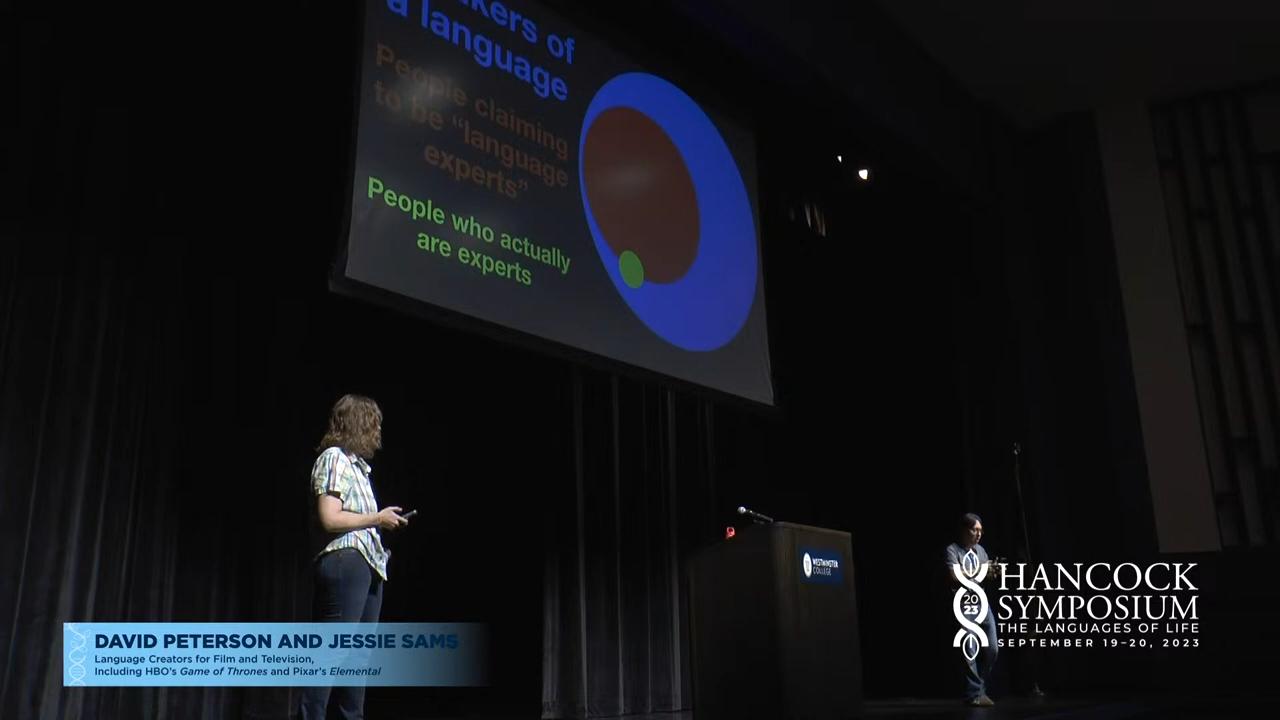 a language
People claiming
to be “language
experts”
People who actually
are experts
WESTMINSTER
COLLEGE
DAVID PETERSON AND JESSIE SAMS
Language Creators for Film and Television,
Including HBO's Game of Thrones and Pixar's Elemental
20
23
HANCOCK
SYMPOSIUM
THE LANGUAGES OF LIFE
SEPTEMBER 19-20, 2023